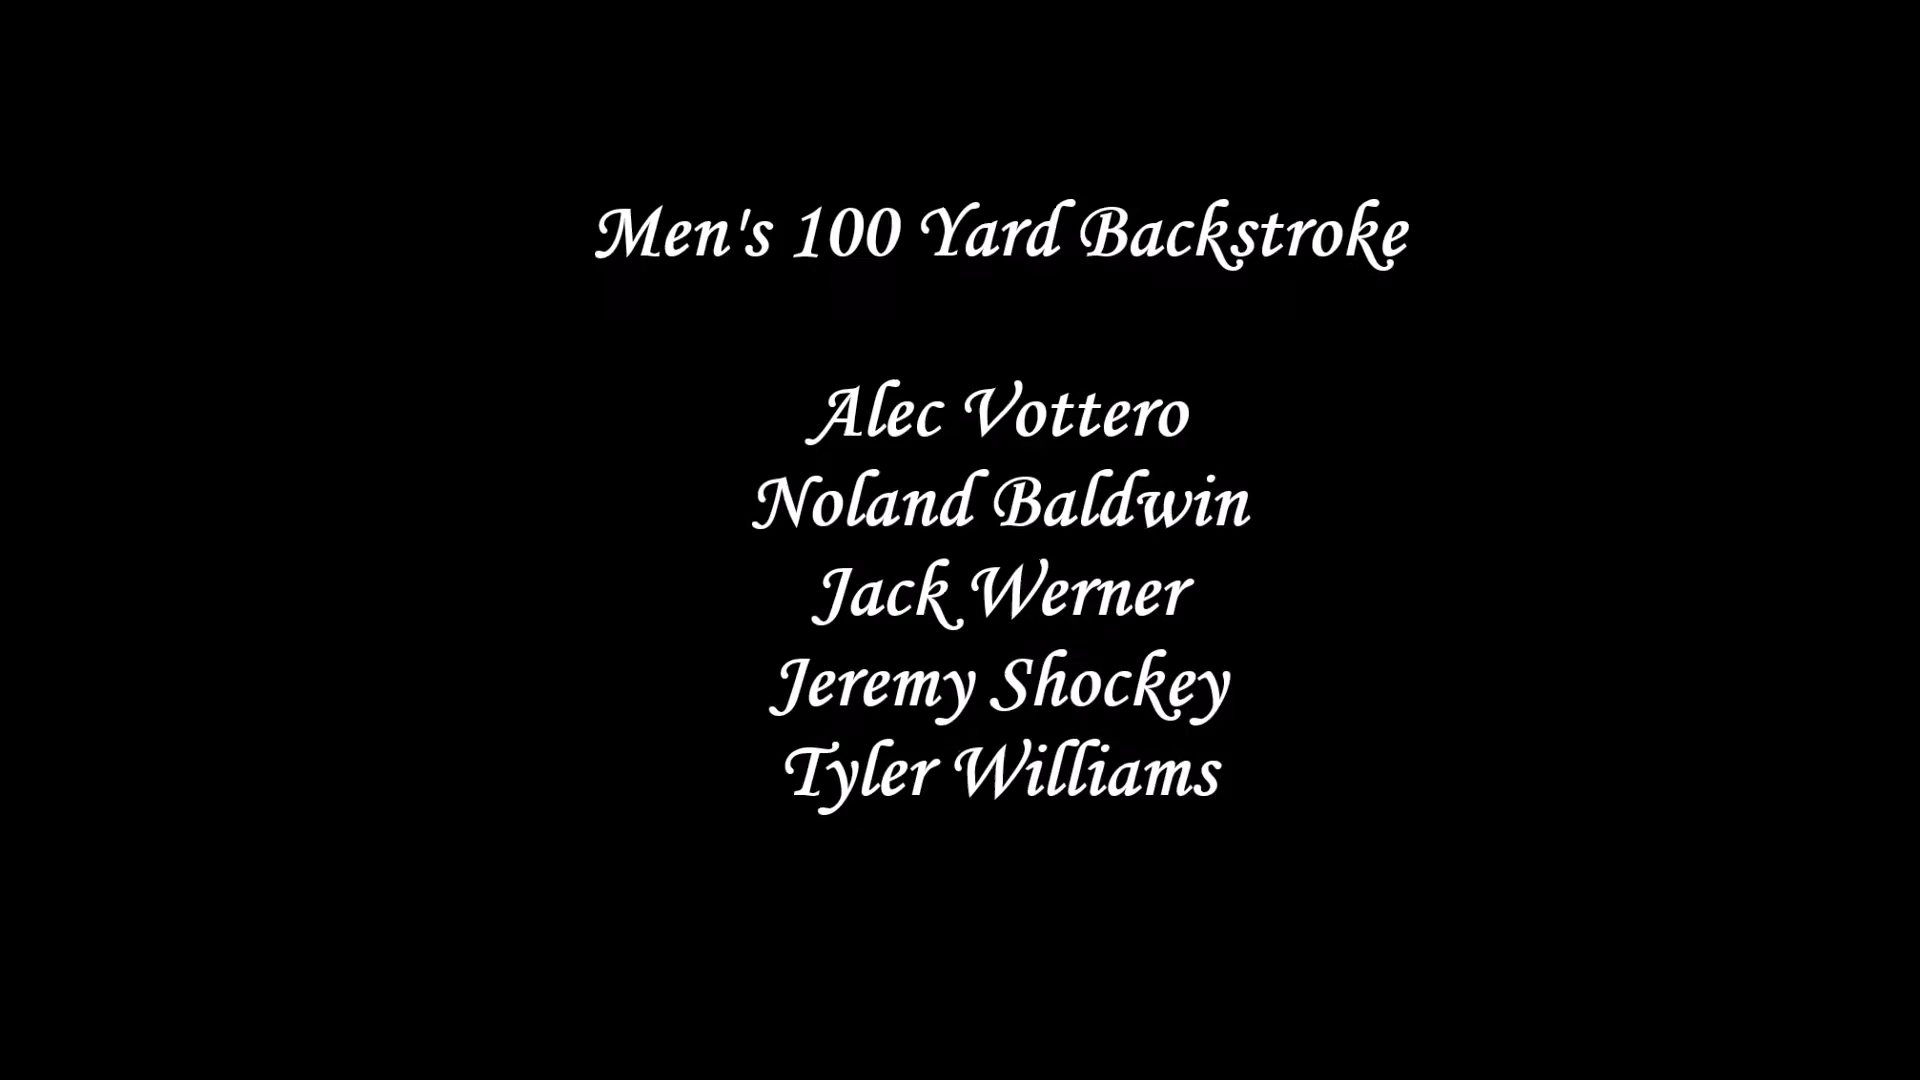 Men's 100 Yard Backstroke
Alec Vottero
Noland Baldwin
Jack Werner
Jeremy Shockey
Tyler Williams